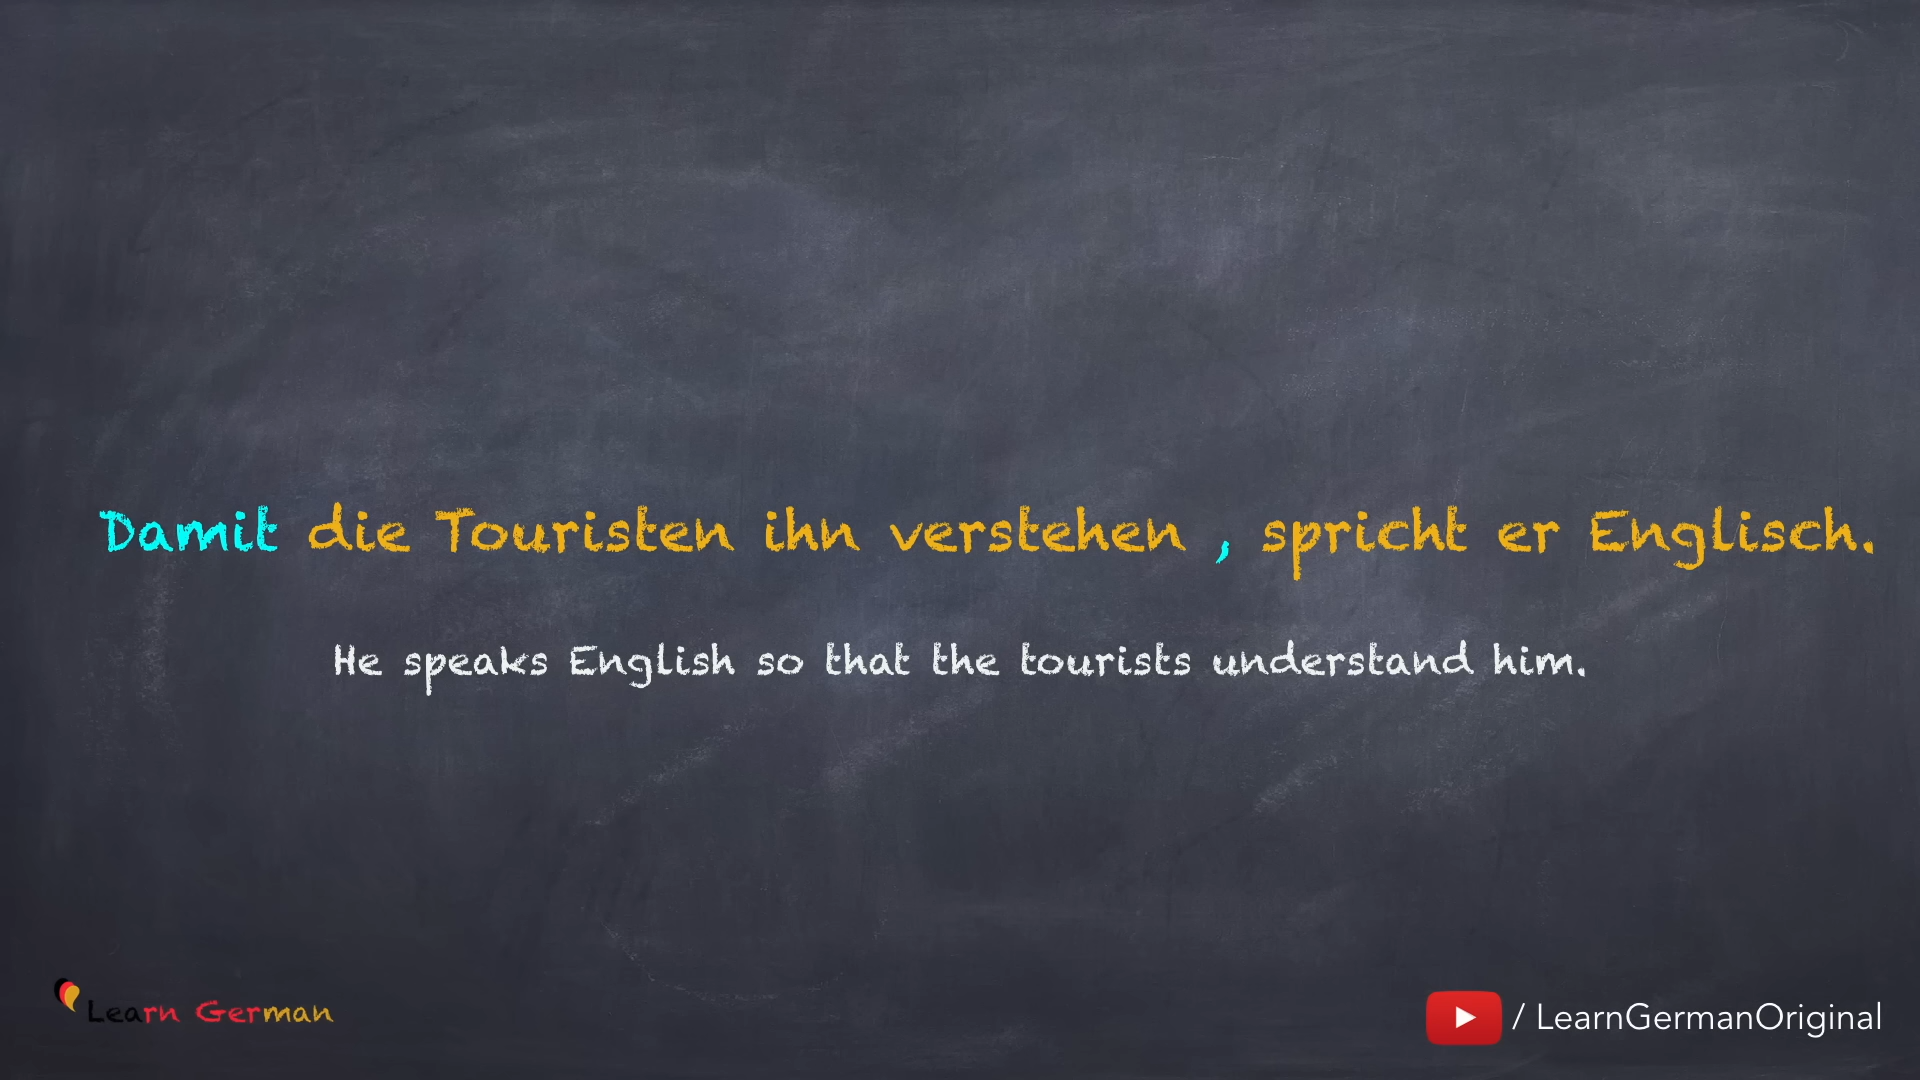 Damit die Touristen ihn verstehen , spricht er Englisch.
He speaks English so that the tourists understand him.
Learn German
/ LearnGermanOriginal